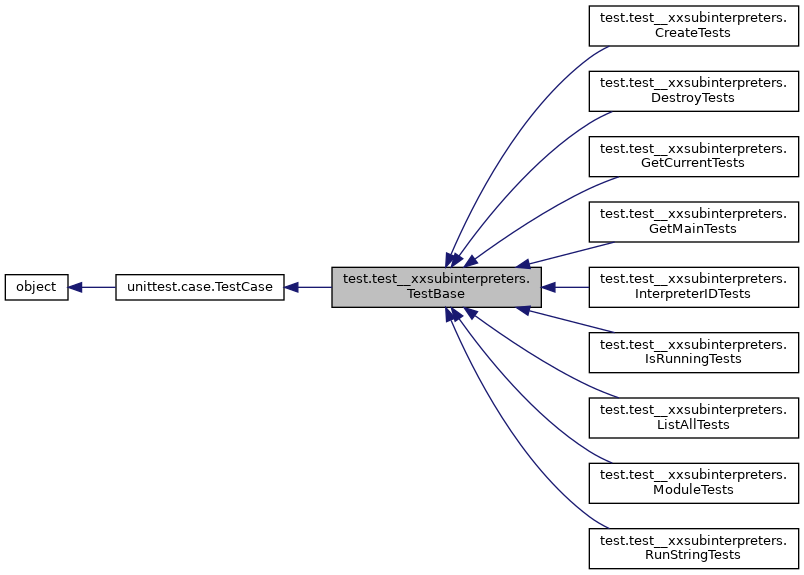 object
unittest.case.TestCase
test.test__xxsubinterpreters.
TestBase
test.test__xxsubinterpreters.
CreateTests
test.test__xxsubinterpreters.
DestroyTests
test.test__xxsubinterpreters.
GetCurrentTests
test.test__xxsubinterpreters.
GetMainTests
test.test__xxsubinterpreters.
InterpreterIDTests
test.test__xxsubinterpreters.
IsRunningTests
test.test__xxsubinterpreters.
ListAllTests
test.test__xxsubinterpreters.
ModuleTests
test.test__xxsubinterpreters.
RunStringTests